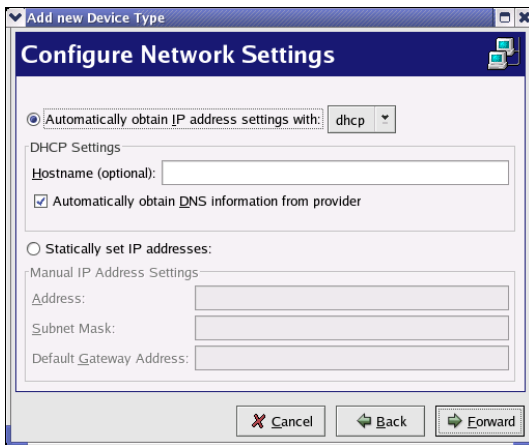 Add new Device Type
Configure Network Settings
Automatically obtain IP address settings with: dhcp
DHCP Settings
Hostname (optional):
Automatically obtain DNS information from provider
Statically set IP addresses:
Manual IP Address Settings
Address:
Subnet Mask:
Default Gateway Address:
Cancel Back Forward